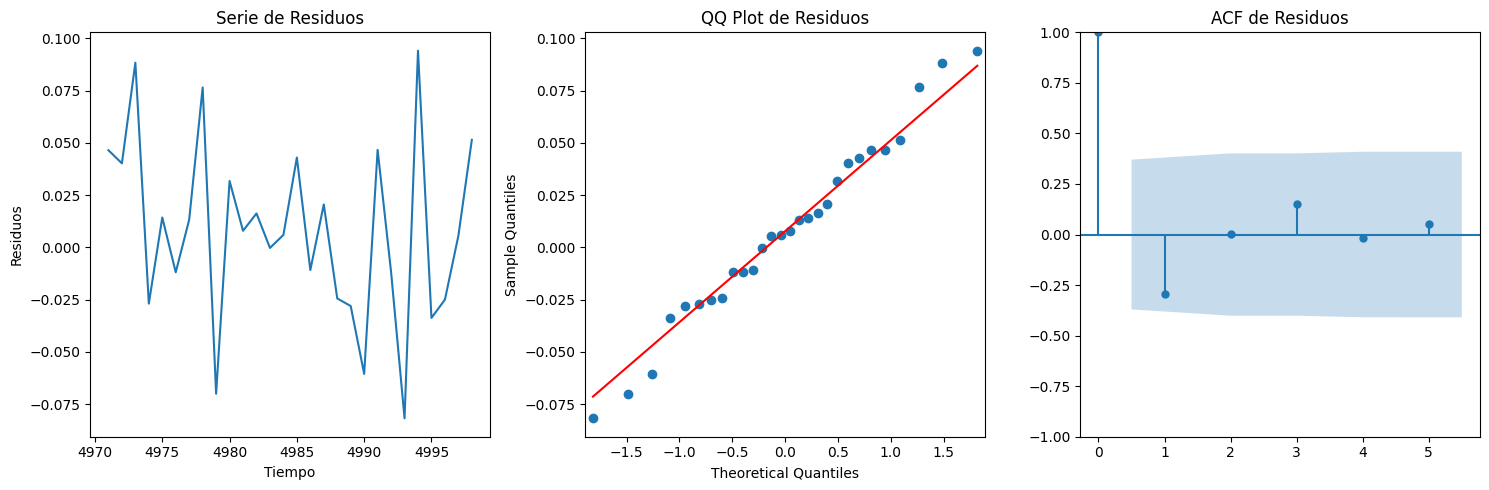 Serie de Residuos
0.100
0.075
0.050
0.025
0.000
−0.025
−0.050
−0.075
Residuos
4970 4975 4980 4985 4990 4995
Tiempo
QQ Plot de Residuos
0.100
0.075
0.050
0.025
0.000
−0.025
−0.050
−0.075
Sample Quantiles
−1.5 −1.0 −0.5 0.0 0.5 1.0 1.5
Theoretical Quantiles
ACF de Residuos
1.00
0.75
0.50
0.25
0.00
−0.25
−0.50
−0.75
−1.00
0 1 2 3 4 5